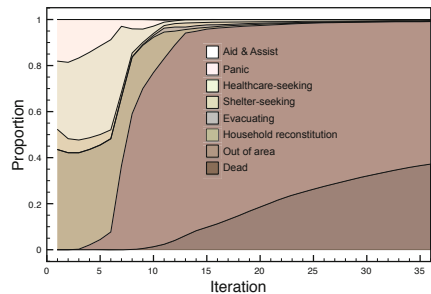 1
0.8
0.6
0.4
0.2
0
Proportion
Aid & Assist
Panic
Healthcare-seeking
Shelter-seeking
Evacuating
Household reconstitution
Out of area
Dead
0 5 10 15 20 25 30 35
Iteration